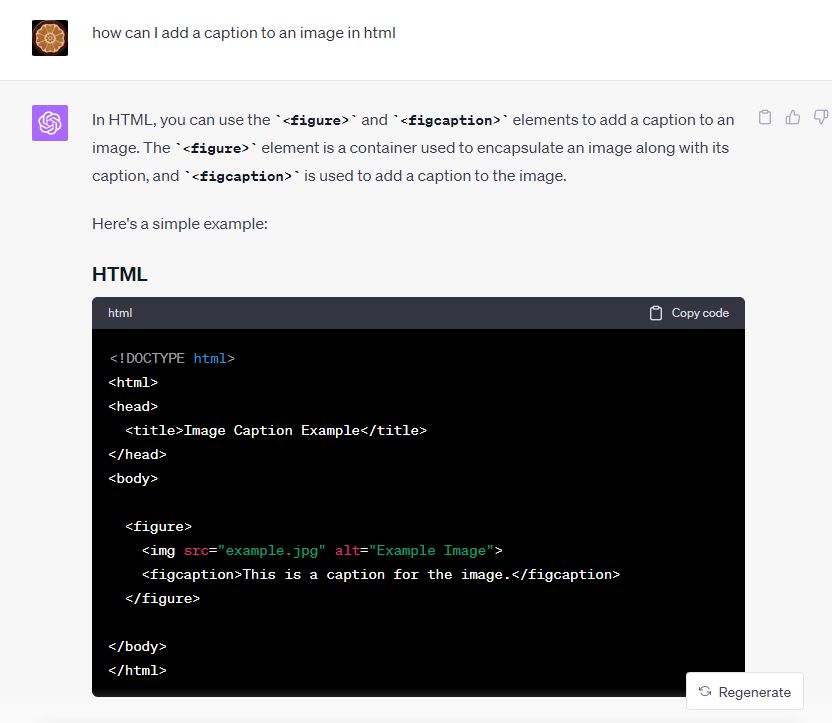 how can I add a caption to an image in html
In HTML, you can use the `<figure>` and `<figcaption>` elements to add a caption to an
image. The `<figure>` element is a container used to encapsulate an image along with its
caption, and `<figcaption>` is used to add a caption to the image.
Here's a simple example:
HTML
html Copy code
<!DOCTYPE html>
<html>
<head>
  <title>Image Caption Example</title>
</head>
<body>
  <figure>
    <img src="example.jpg" alt="Example Image">
    <figcaption>This is a caption for the image.</figcaption>
  </figure>
</body>
</html>
Regenerate